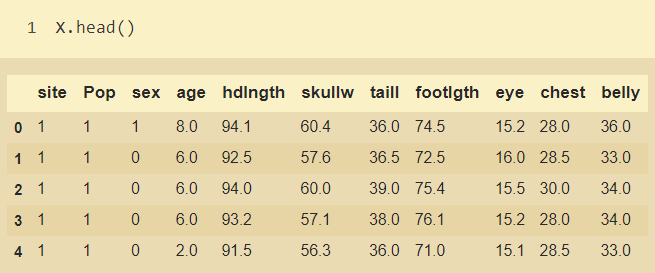 1 X.head()
site Pop sex age hdlngth skullw taill footlgth eye chest belly
0 1 1 1 8.0 94.1 60.4 36.0 74.5 15.2 28.0 36.0
1 1 1 0 6.0 92.5 57.6 36.5 72.5 16.0 28.5 33.0
2 1 1 0 6.0 94.0 60.0 39.0 75.4 15.5 30.0 34.0
3 1 1 0 6.0 93.2 57.1 38.0 76.1 15.2 28.0 34.0
4 1 1 0 2.0 91.5 56.3 36.0 71.0 15.1 28.5 33.0